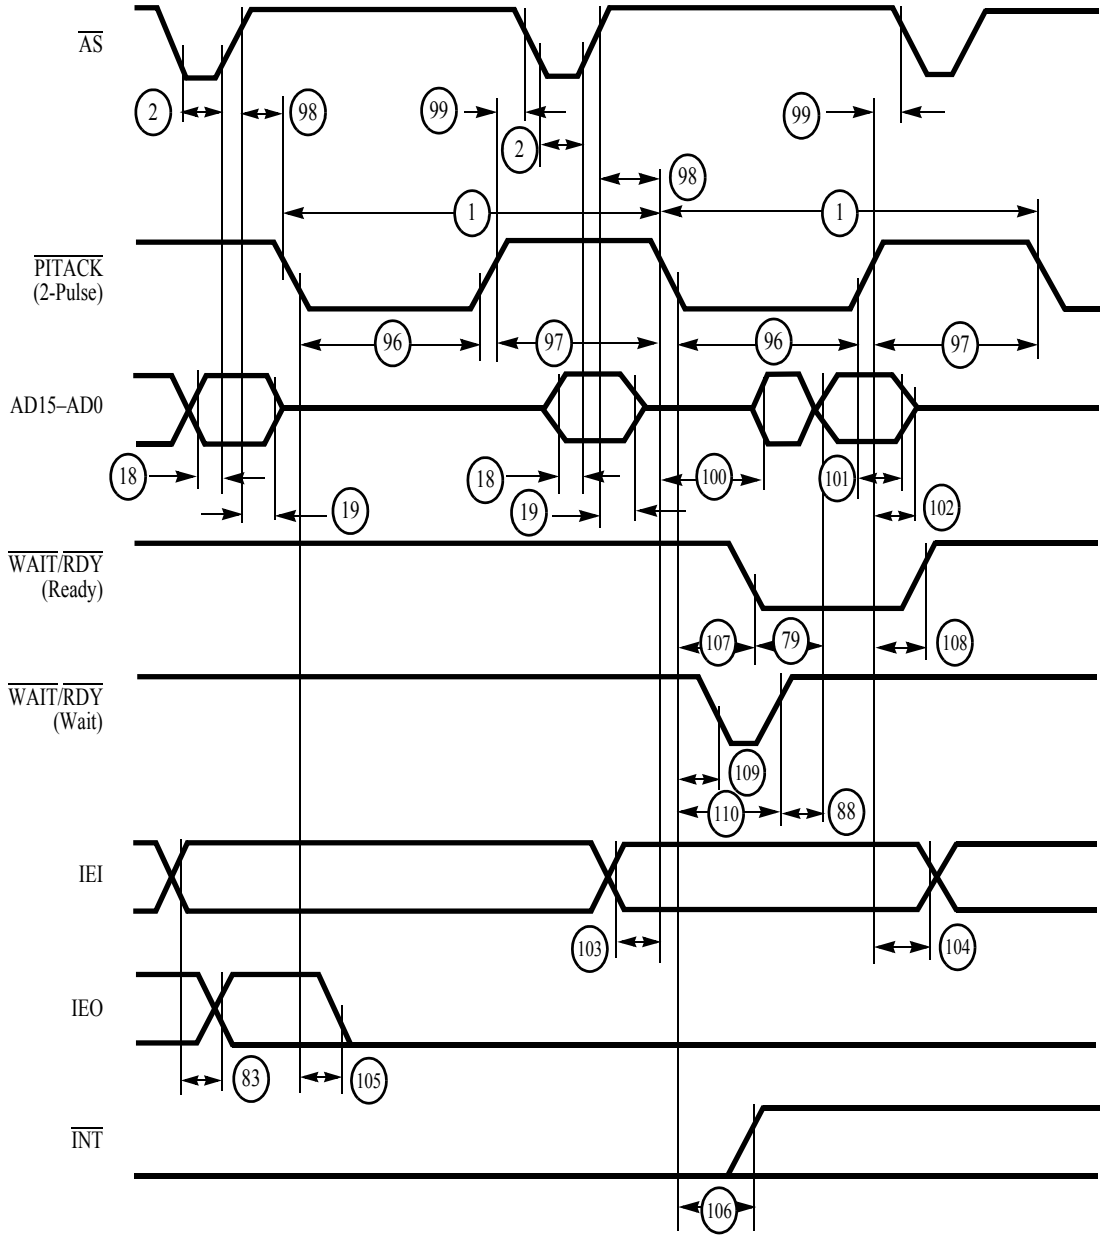 AS
2
98
99
2
99
98
1
1
PITACK
(2-Pulse)
96
97
96
97
AD15–AD0
18
19
18
19
100
101
102
WAIT/RDY
(Ready)
107
79
108
WAIT/RDY
(Wait)
109
110
88
IEI
103
104
IEO
83
105
INT
106